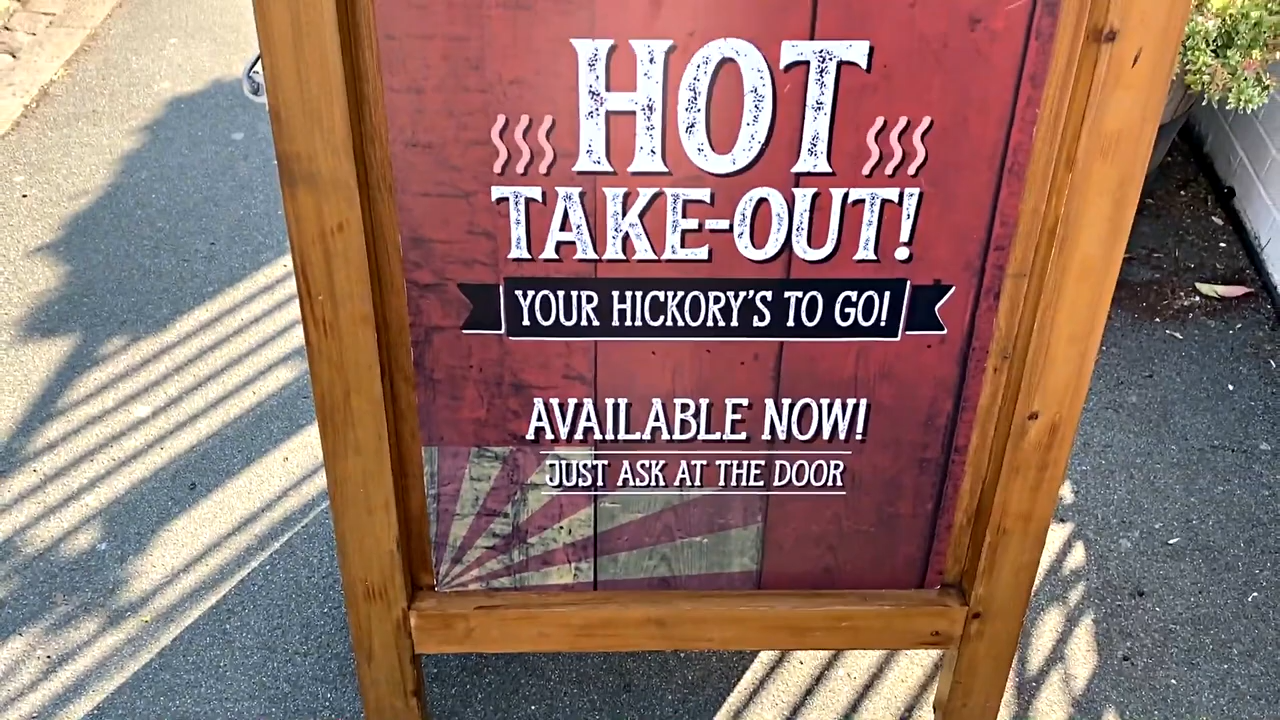 HOT
TAKE-OUT!
YOUR HICKORY'S TO GO!
AVAILABLE NOW!
JUST ASK AT THE DOOR